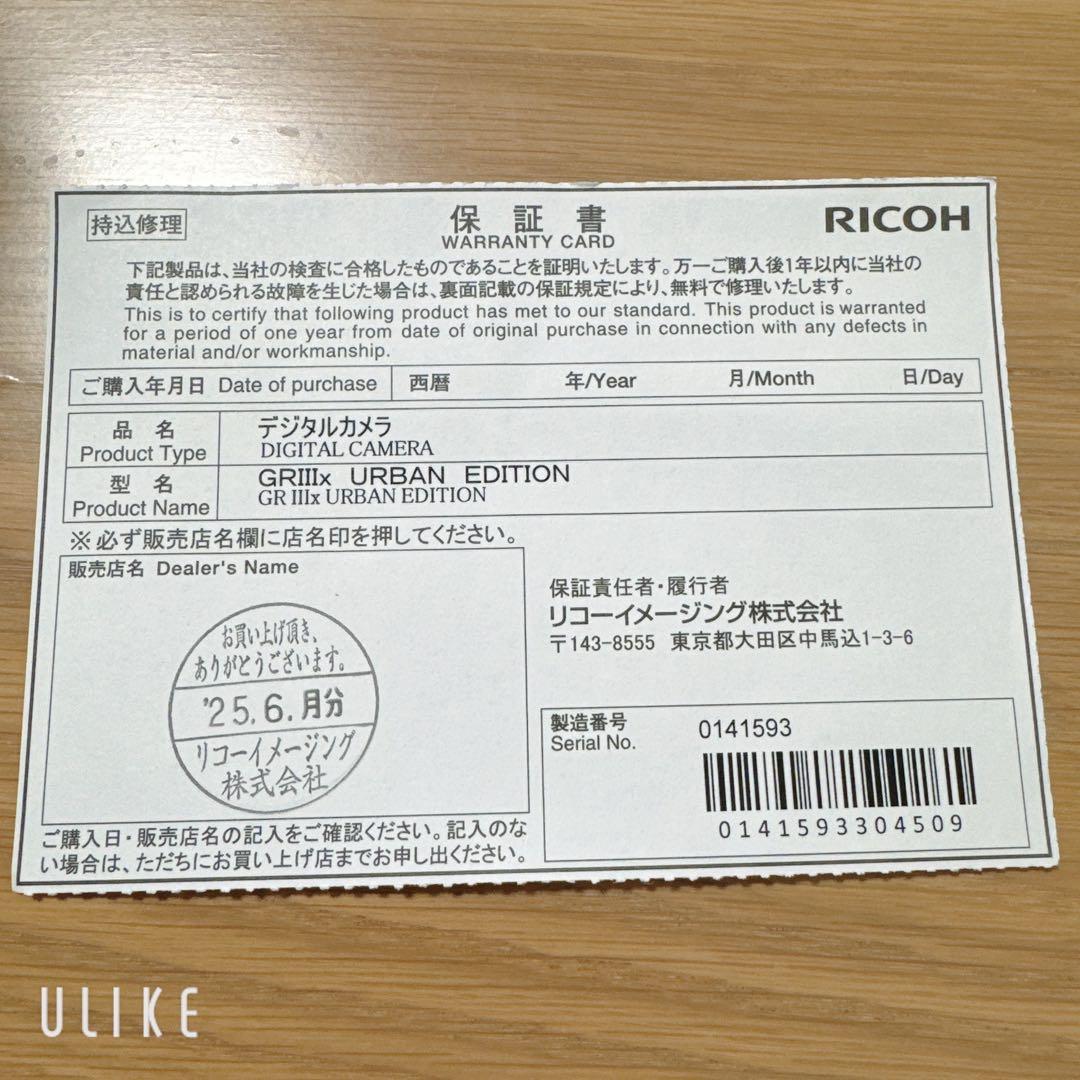 持込修理
保証書
RICOH
WARRANTY CARD
下記製品は、当社の検査に合格したものであることを証明いたします。万一ご購入後1年以内に当社の
責任と認められる故障を生じた場合は、裏面記載の保証規定により、無料で修理いたします。
This is to certify that following product has met to our standard. This product is warranted
for a period of one year from date of original purchase in connection with any defects in
material and/or workmanship.
ご購入年月日 Date of purchase 西暦 年/Year 月/Month 日/Day
品名 デジタルカメラ
Product Type DIGITAL CAMERA
型名 GRIIIx URBAN EDITION
Product Name GR IIIx URBAN EDITION
※必ず販売店名欄に店名印を押してください。
販売店名 Dealer's Name
お買い上げ頂き、
ありがとうございます。
'25.6.月分
リコーイメージング
株式会社
保証責任者・履行者
リコーイメージング株式会社
〒143-8555 東京都大田区中馬込1-3-6
製造番号 0141593
Serial No.
0141593304509
ご購入日・販売店名の記入をご確認ください。記入のな
い場合は、ただちにお買い上げ店までお申し出ください。
ULIKE